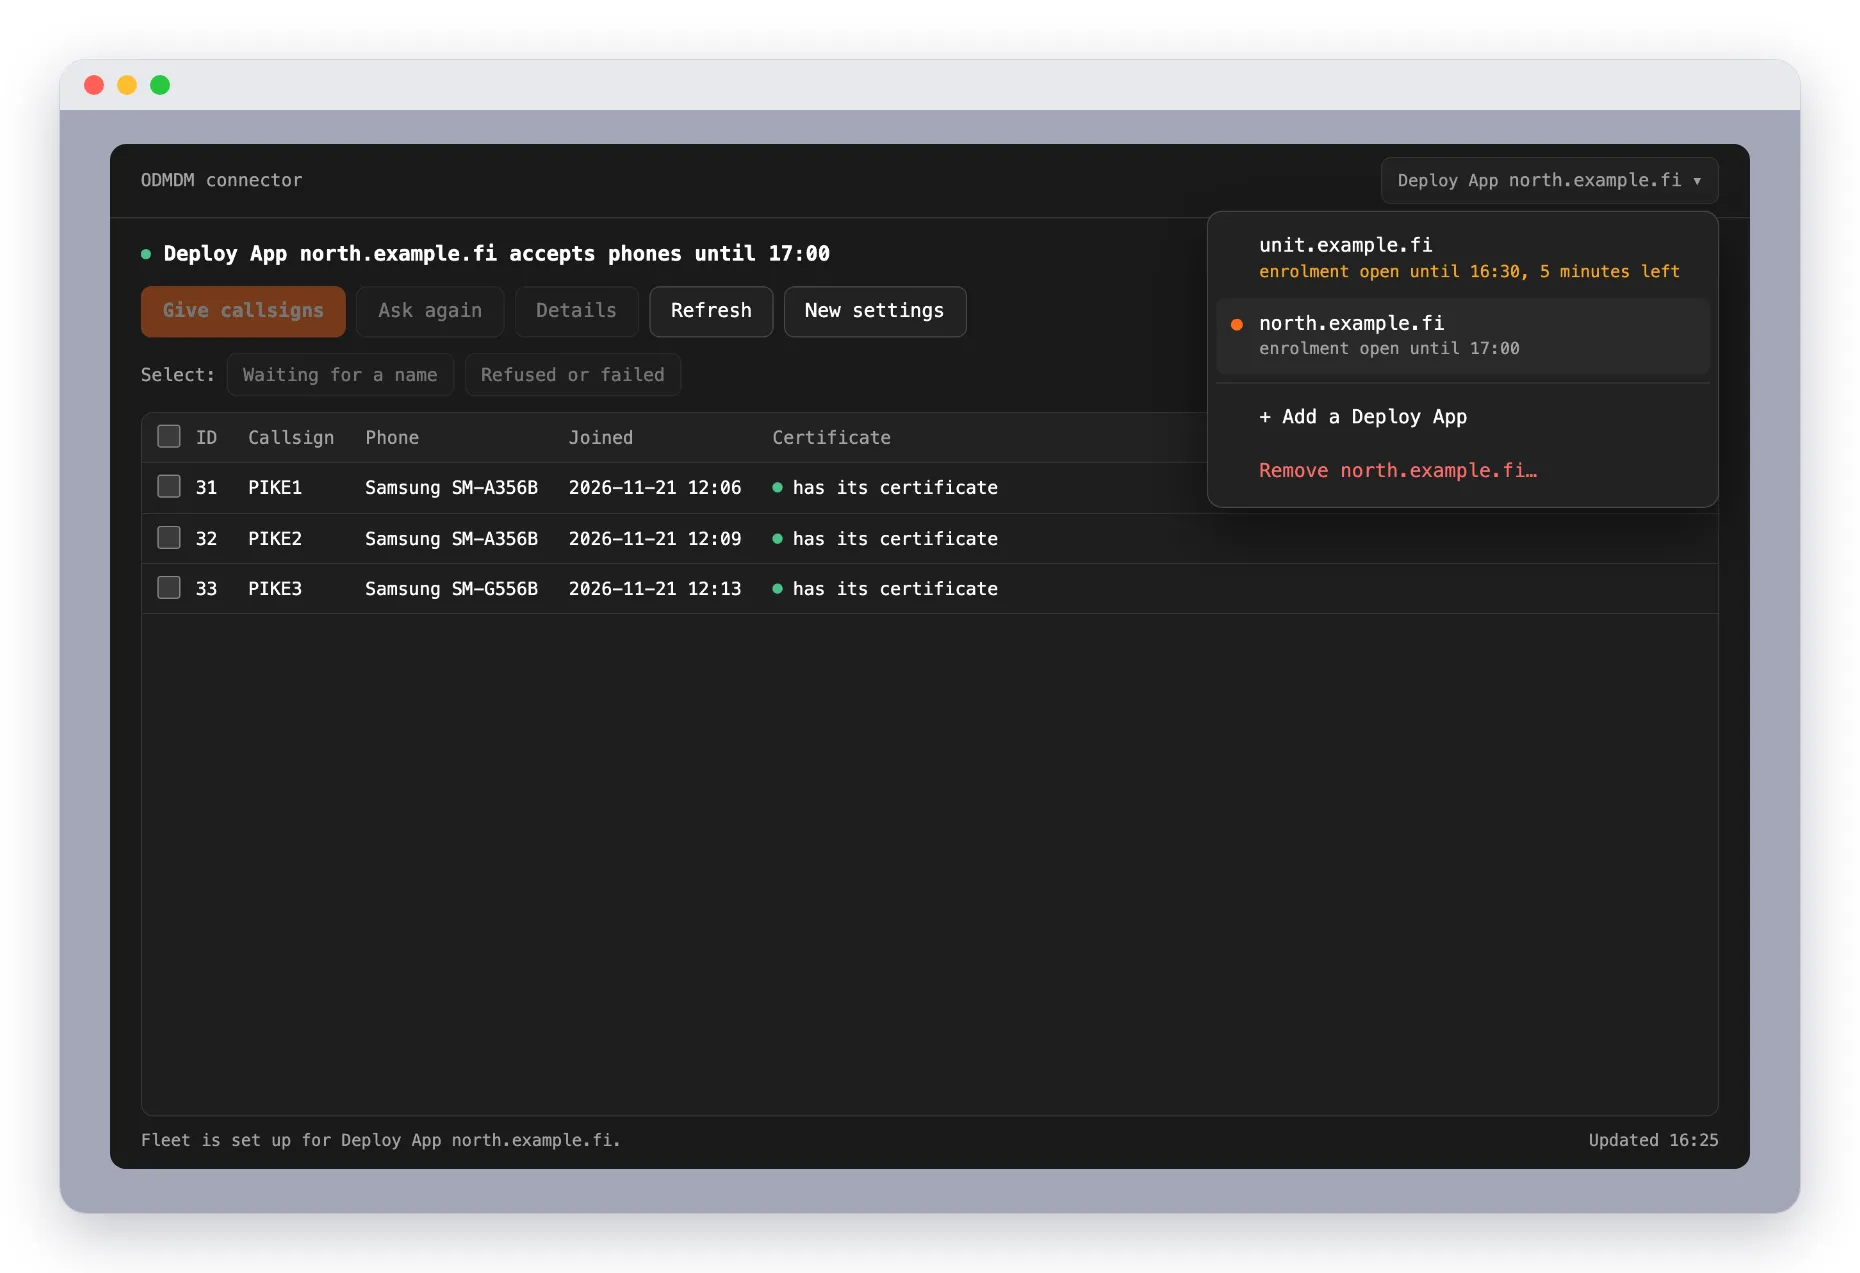 ODMDM connector
Deploy App north.example.fi ▾
Deploy App north.example.fi accepts phones until 17:00
Give callsigns Ask again Details Refresh New settings
Select: Waiting for a name Refused or failed
unit.example.fi
enrolment open until 16:30, 5 minutes left
north.example.fi
enrolment open until 17:00
+ Add a Deploy App
Remove north.example.fi…
ID Callsign Phone Joined Certificate
31 PIKE1 Samsung SM-A356B 2026-11-21 12:06 has its certificate
32 PIKE2 Samsung SM-A356B 2026-11-21 12:09 has its certificate
33 PIKE3 Samsung SM-G556B 2026-11-21 12:13 has its certificate
Fleet is set up for Deploy App north.example.fi.
Updated 16:25